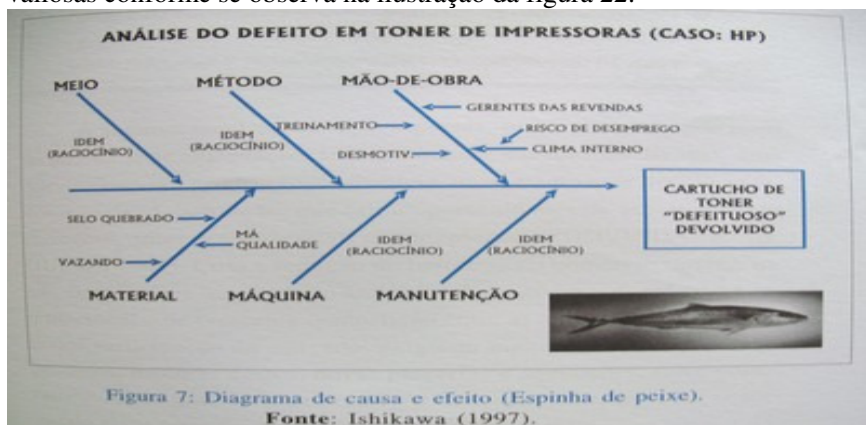 valiosas conforme se observa na ilustração da figura 22.
ANÁLISE DO DEFEITO EM TONER DE IMPRESSORAS (CASO: HP)
MEIO
MÉTODO
MÃO-DE-OBRA
GERENTES DAS REVENDAS
TREINAMENTO
RISCO DE DESEMPREGO
IDEM
(RACIOCÍNIO)
IDEM
(RACIOCÍNIO)
DESMOTIV.
CLIMA INTERNO
CARTUCHO DE
TONER
"DEFEITUOSO"
DEVOLVIDO
SELO QUEBRADO
MÁ
QUALIDADE
IDEM
(RACIOCÍNIO)
IDEM
(RACIOCÍNIO)
VAZANDO
MATERIAL
MÁQUINA
MANUTENÇÃO
Figura 7: Diagrama de causa e efeito (Espinha de peixe).
Fonte: Ishikawa (1997).